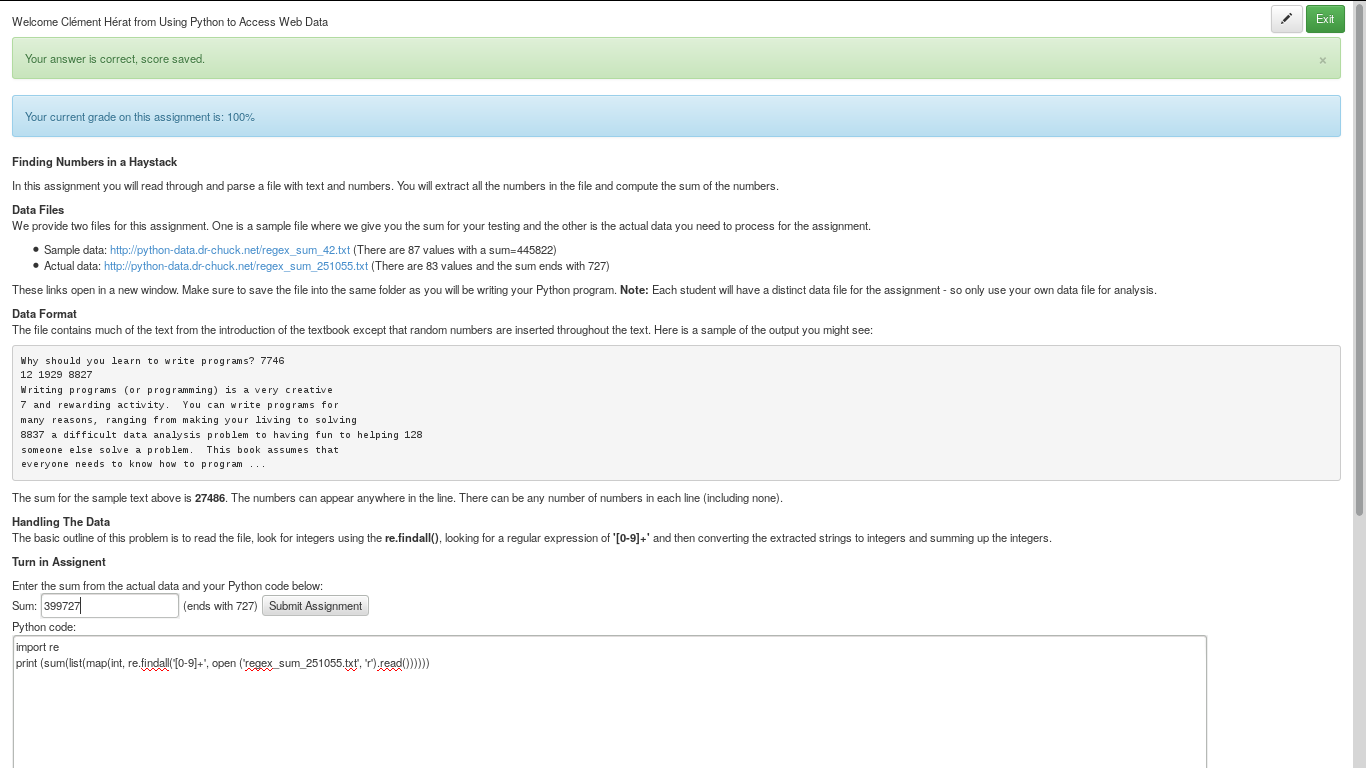 Welcome Clément Hérat from Using Python to Access Web Data
Exit
Your answer is correct, score saved.
×
Your current grade on this assignment is: 100%
Finding Numbers in a Haystack
In this assignment you will read through and parse a file with text and numbers. You will extract all the numbers in the file and compute the sum of the numbers.
Data Files
We provide two files for this assignment. One is a sample file where we give you the sum for your testing and the other is the actual data you need to process for the assignment.
• Sample data: http://python-data.dr-chuck.net/regex_sum_42.txt (There are 87 values with a sum=445822)
• Actual data: http://python-data.dr-chuck.net/regex_sum_251055.txt (There are 83 values and the sum ends with 727)
These links open in a new window. Make sure to save the file into the same folder as you will be writing your Python program. Note: Each student will have a distinct data file for the assignment - so only use your own data file for analysis.
Data Format
The file contains much of the text from the introduction of the textbook except that random numbers are inserted throughout the text. Here is a sample of the output you might see:
Why should you learn to write programs? 7746
12 1929 8827
Writing programs (or programming) is a very creative
7 and rewarding activity.  You can write programs for
many reasons, ranging from making your living to solving
8837 a difficult data analysis problem to having fun to helping 128
someone else solve a problem.  This book assumes that
everyone needs to know how to program ...
The sum for the sample text above is 27486. The numbers can appear anywhere in the line. There can be any number of numbers in each line (including none).
Handling The Data
The basic outline of this problem is to read the file, look for integers using the re.findall(), looking for a regular expression of '[0-9]+' and then converting the extracted strings to integers and summing up the integers.
Turn in Assignent
Enter the sum from the actual data and your Python code below:
Sum: 399727 (ends with 727) Submit Assignment
Python code:
import re
print (sum(list(map(int, re.findall('[0-9]+', open ('regex_sum_251055.txt', 'r').read())))))